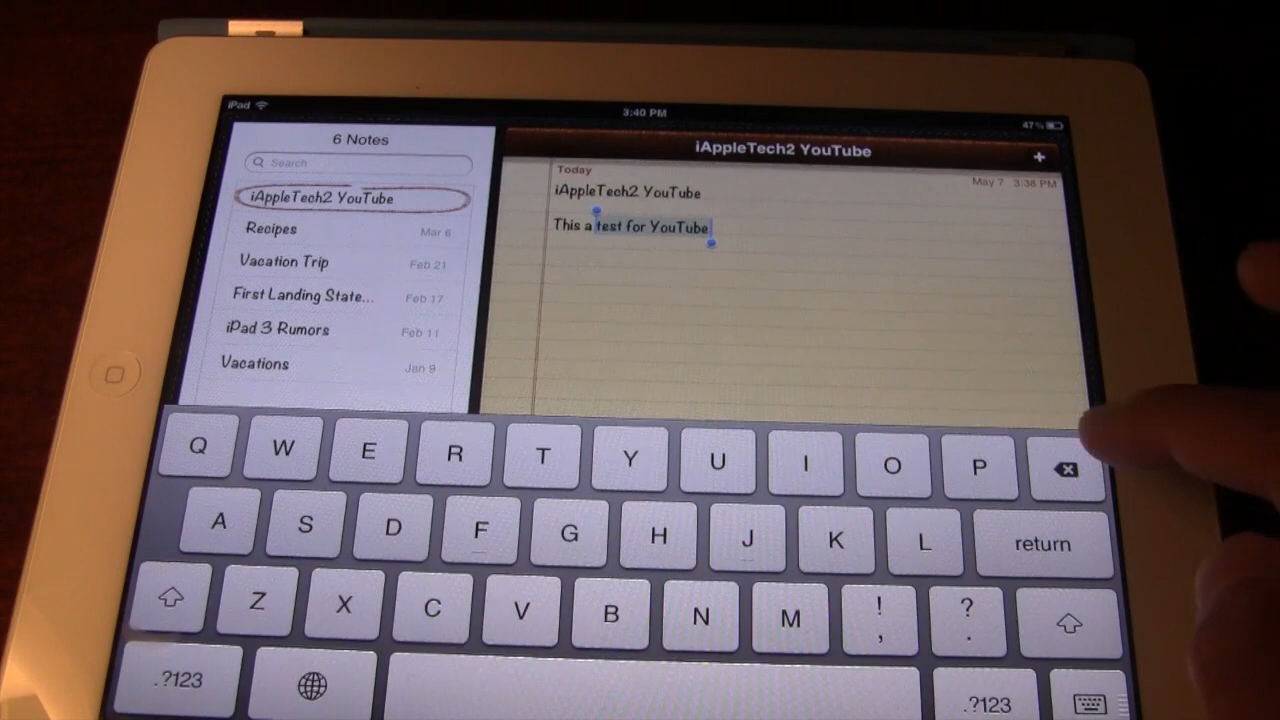 iPad
3:40 PM
47%
6 Notes
Search
iAppleTech2 YouTube
Recipes Mar 6
Vacation Trip Feb 21
First Landing State... Feb 17
iPad 3 Rumors Feb 11
Vacations Jan 9
iAppleTech2 YouTube
+
Today
May 7 3:38 PM
iAppleTech2 YouTube
This a test for YouTube
Q W E R T Y U I O P
A S D F G H J K L return
Z X C V B N M ! , ? .
.?123 .?123